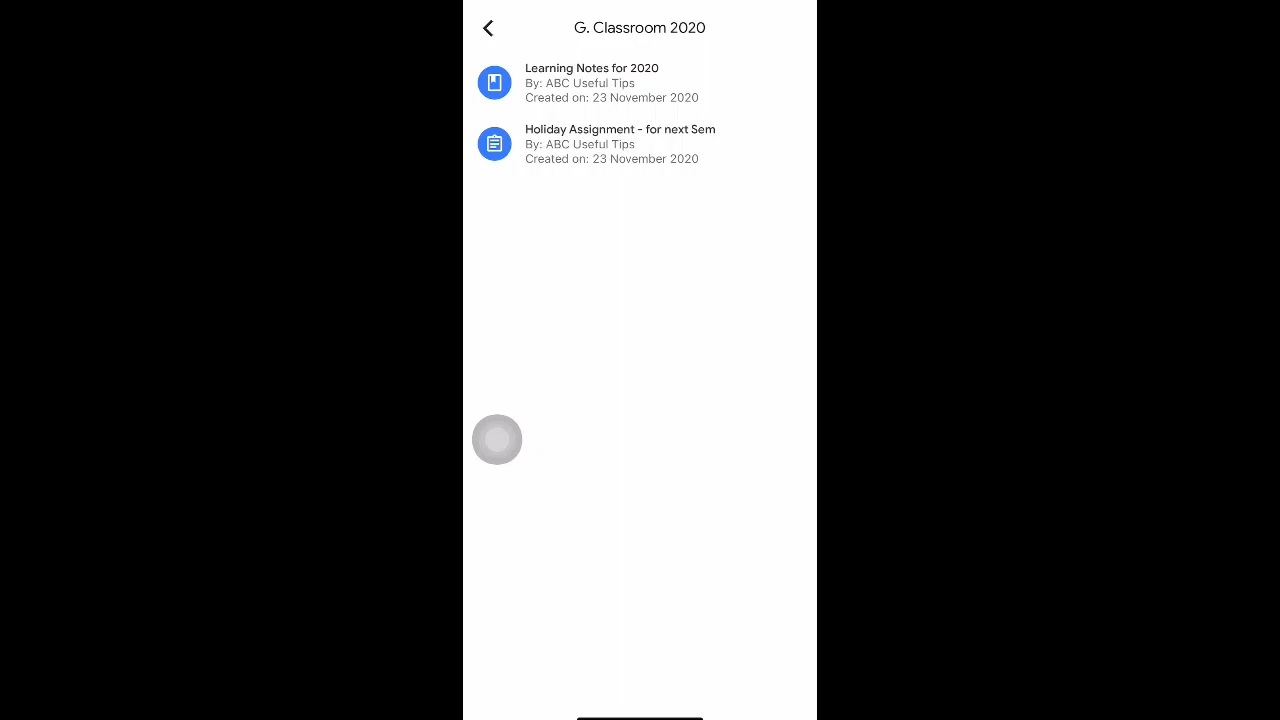 G. Classroom 2020
Learning Notes for 2020
By: ABC Useful Tips
Created on: 23 November 2020
Holiday Assignment - for next Sem
By: ABC Useful Tips
Created on: 23 November 2020